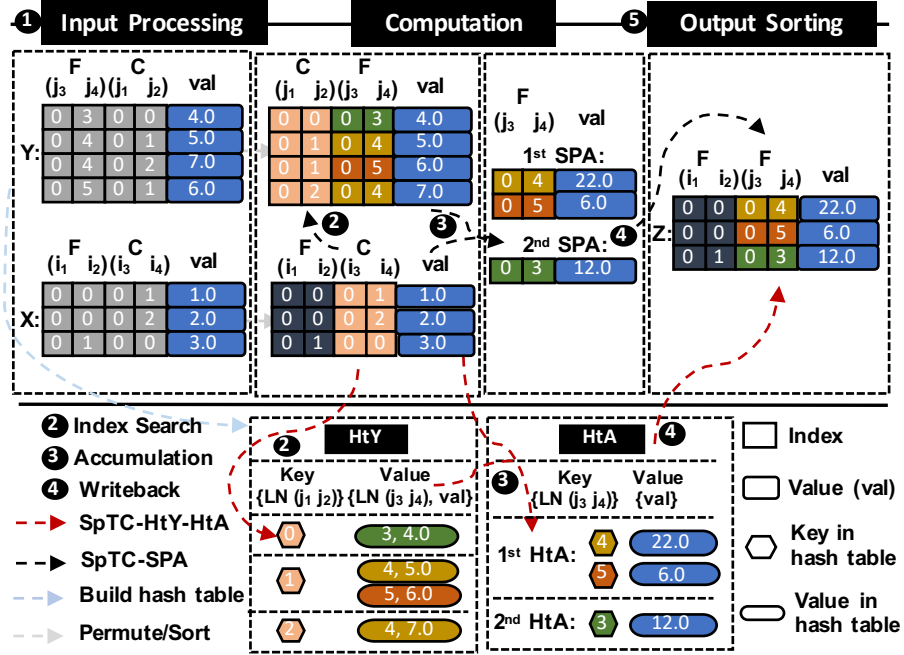 1 Input Processing
Computation
5 Output Sorting
F C
(j3 j4) (j1 j2) val
Y:
0 3 0 0 4.0
0 4 0 1 5.0
0 4 0 2 7.0
0 5 0 1 6.0
F C
(i1 i2) (i3 i4) val
X:
0 0 0 1 1.0
0 0 0 2 2.0
0 1 0 0 3.0
C F
(j1 j2) (j3 j4) val
0 0 0 3 4.0
0 1 0 4 5.0
0 1 0 5 6.0
0 2 0 4 7.0
2
3
F C
(i1 i2) (i3 i4) val
0 0 0 1 1.0
0 0 0 2 2.0
0 1 0 0 3.0
F
(j3 j4) val
1st SPA:
0 4 22.0
0 5 6.0
2nd SPA:
0 3 12.0
4
F F
(i1 i2) (j3 j4) val
Z:
0 0 0 4 22.0
0 0 0 5 6.0
0 1 0 3 12.0
2 Index Search
3 Accumulation
4 Writeback
SpTC-HtY-HtA
SpTC-SPA
Build hash table
Permute/Sort
2 HtY
Key Value
{LN (j1 j2)} {LN (j3 j4), val}
0 3, 4.0
1 4, 5.0
5, 6.0
2 4, 7.0
HtA 4
3 Key Value
{LN (j3 j4)} {val}
1st HtA: 4 22.0
5 6.0
2nd HtA: 3 12.0
Index
Value (val)
Key in
hash table
Value in
hash table